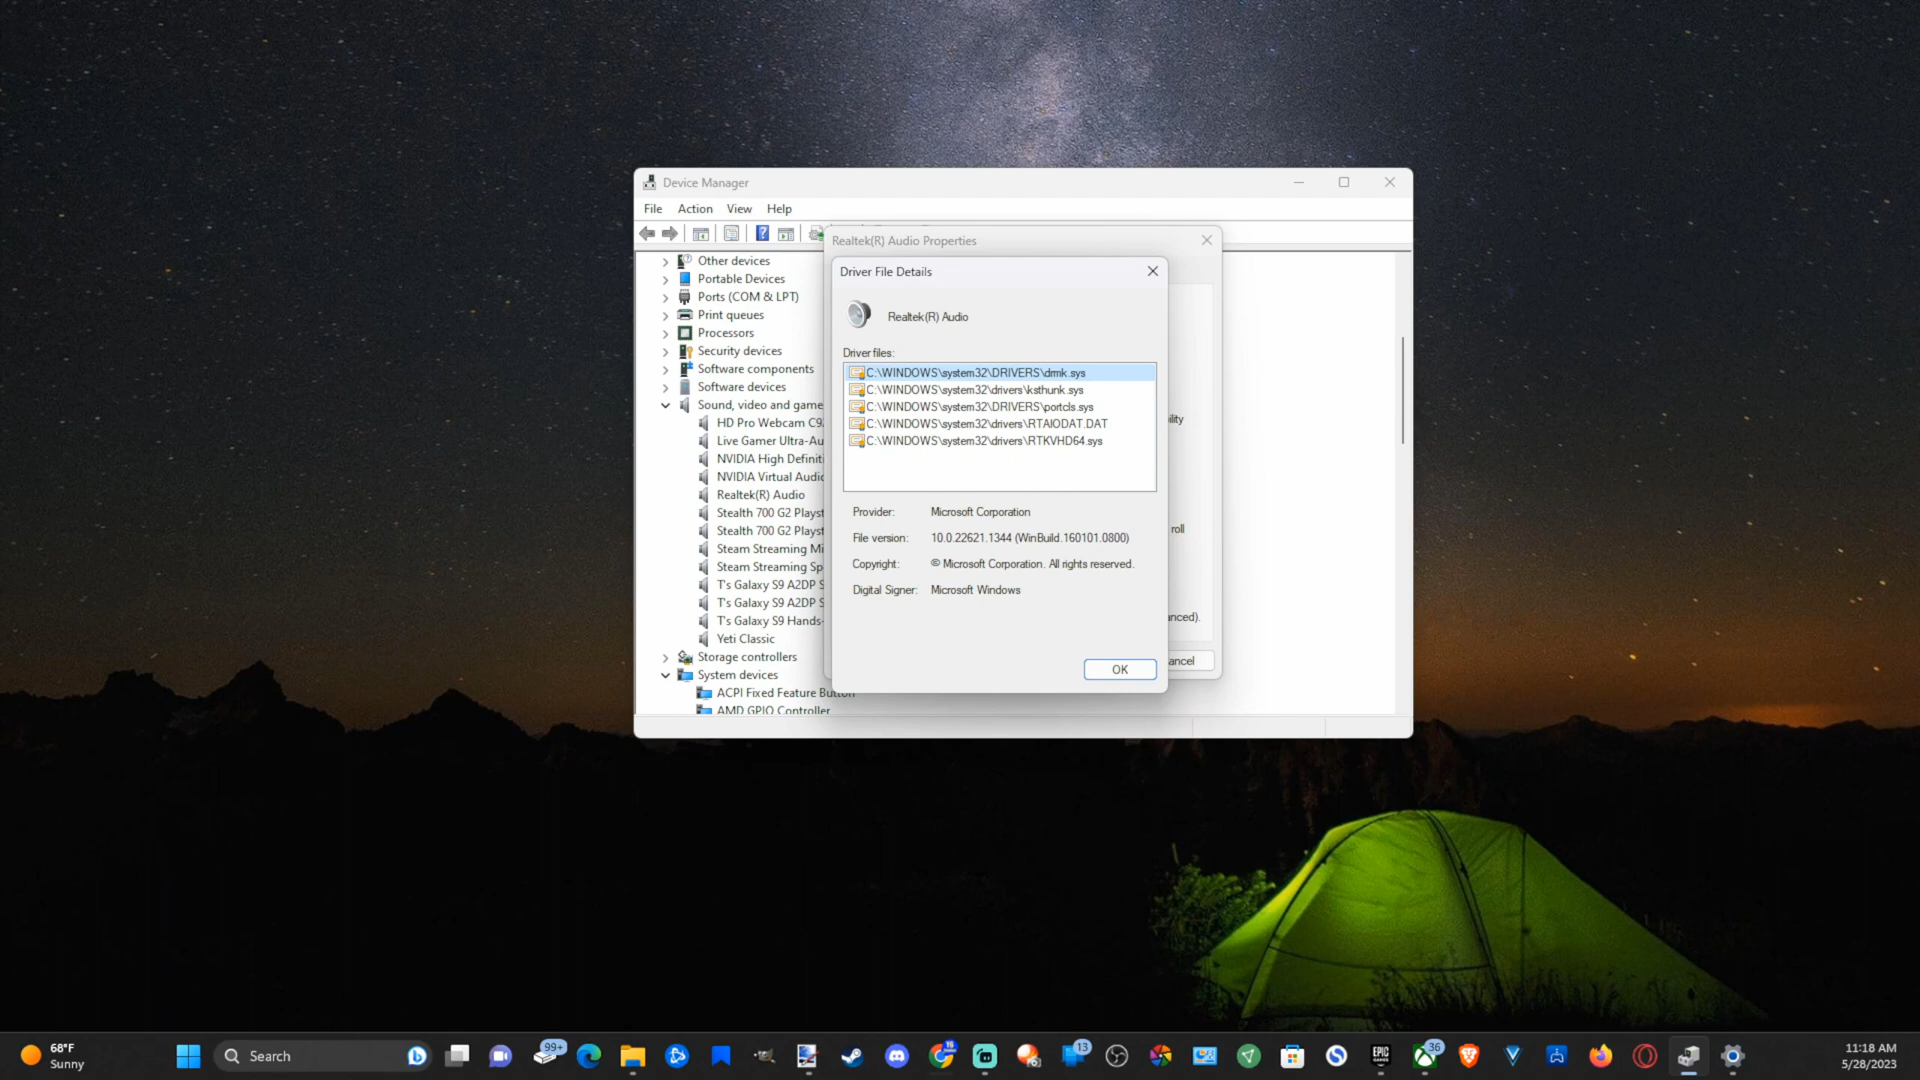 Device Manager
File Action View Help
Realtek(R) Audio Properties
Driver File Details
Realtek(R) Audio
Driver files:
C:\WINDOWS\system32\DRIVERS\drmk.sys
C:\WINDOWS\system32\drivers\ksthunk.sys
C:\WINDOWS\system32\DRIVERS\portcls.sys
C:\WINDOWS\system32\drivers\RTAIODAT.DAT
C:\WINDOWS\system32\drivers\RTKVHD64.sys
Provider: Microsoft Corporation
File version: 10.0.22621.1344 (WinBuild.160101.0800)
Copyright: © Microsoft Corporation. All rights reserved.
Digital Signer: Microsoft Windows
OK
ility
roll
anced).
ancel
Other devices
Portable Devices
Ports (COM & LPT)
Print queues
Processors
Security devices
Software components
Software devices
Sound, video and game
HD Pro Webcam C9
Live Gamer Ultra-Au
NVIDIA High Definiti
NVIDIA Virtual Audio
Realtek(R) Audio
Stealth 700 G2 Playst
Stealth 700 G2 Playst
Steam Streaming Mi
Steam Streaming Sp
T's Galaxy S9 A2DP S
T's Galaxy S9 A2DP S
T's Galaxy S9 Hands-
Yeti Classic
Storage controllers
System devices
ACPI Fixed Feature Button
AMD GPIO Controller
68°F
Sunny
Search
99+
13
EPIC
GAMES
36
11:18 AM
5/28/2023